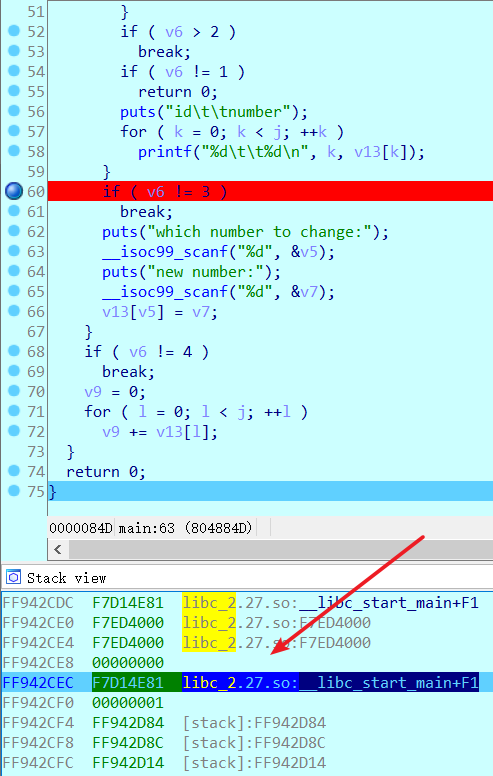 51 }
52 if ( v6 > 2 )
53 break;
54 if ( v6 != 1 )
55 return 0;
56 puts("id\t\tnumber");
57 for ( k = 0; k < j; ++k )
58 printf("%d\t\t%d\n", k, v13[k]);
59 }
60 if ( v6 != 3 )
61 break;
62 puts("which number to change:");
63 __isoc99_scanf("%d", &v5);
64 puts("new number:");
65 __isoc99_scanf("%d", &v7);
66 v13[v5] = v7;
67 }
68 if ( v6 != 4 )
69 break;
70 v9 = 0;
71 for ( l = 0; l < j; ++l )
72 v9 += v13[l];
73 }
74 return 0;
75 }
0000084D main:63 (804884D)
Stack view
FF942CDC F7D14E81 libc_2.27.so:__libc_start_main+F1
FF942CE0 F7ED4000 libc_2.27.so:F7ED4000
FF942CE4 F7ED4000 libc_2.27.so:F7ED4000
FF942CE8 00000000
FF942CEC F7D14E81 libc_2.27.so:__libc_start_main+F1
FF942CF0 00000001
FF942CF4 FF942D84 [stack]:FF942D84
FF942CF8 FF942D8C [stack]:FF942D8C
FF942CFC FF942D14 [stack]:FF942D14